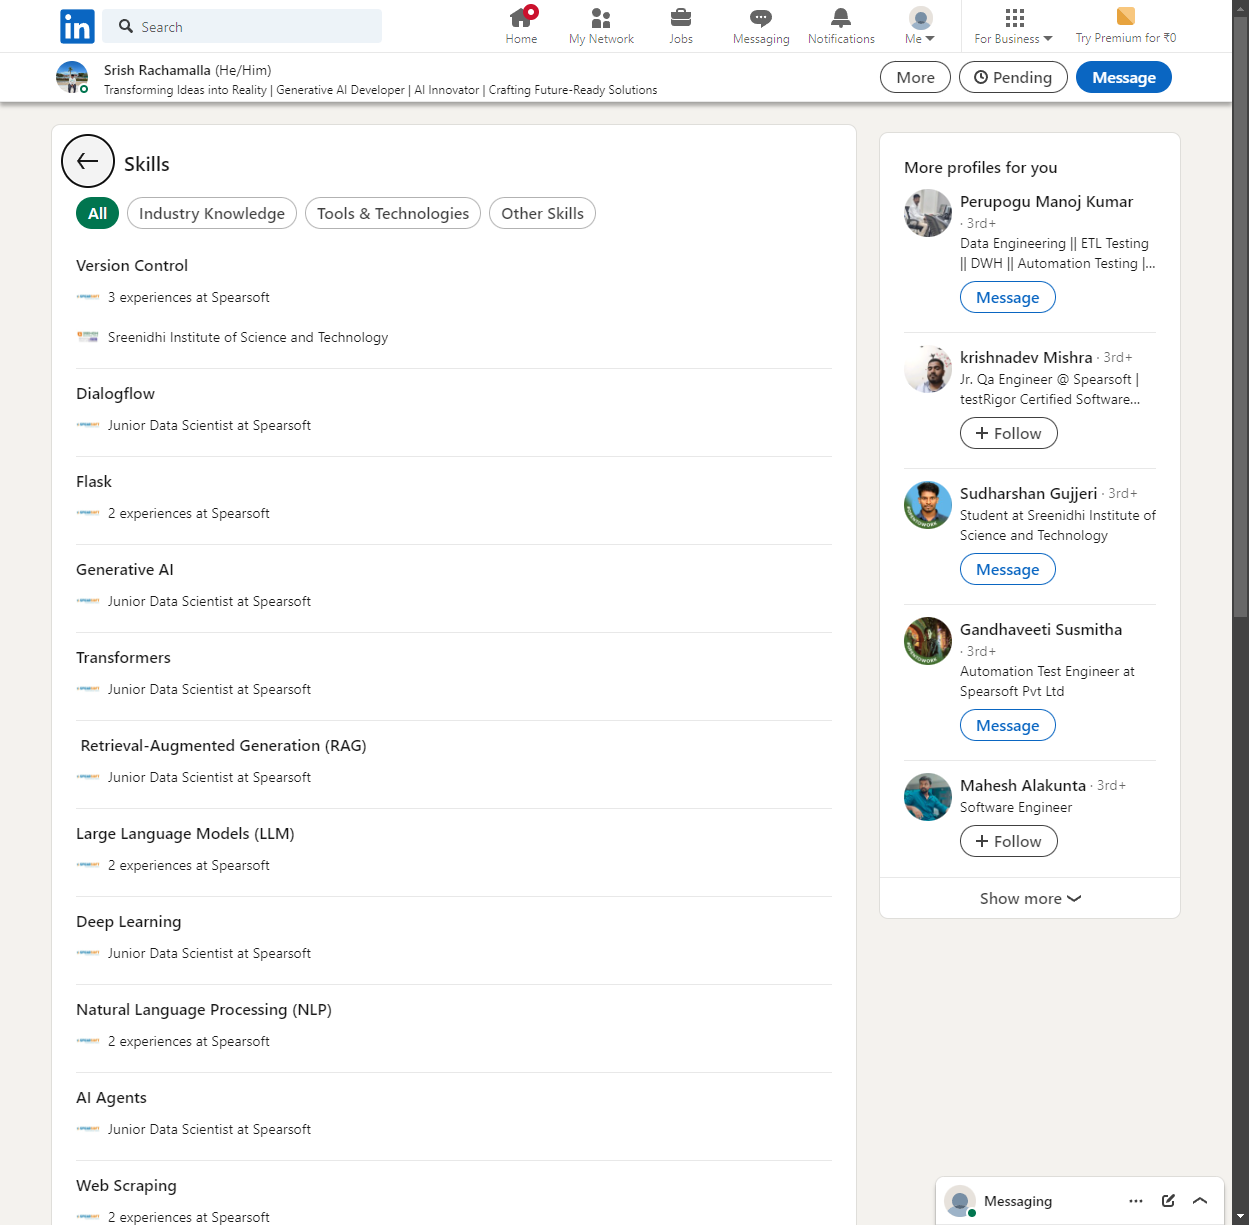 in
Search
Home
My Network
Jobs
Messaging
Notifications
Me
For Business
Try Premium for ₹0
Srish Rachamalla (He/Him)
Transforming Ideas into Reality | Generative AI Developer | AI Innovator | Crafting Future-Ready Solutions
More
Pending
Message
Skills
All
Industry Knowledge
Tools & Technologies
Other Skills
Version Control
3 experiences at Spearsoft
Sreenidhi Institute of Science and Technology
Dialogflow
Junior Data Scientist at Spearsoft
Flask
2 experiences at Spearsoft
Generative AI
Junior Data Scientist at Spearsoft
Transformers
Junior Data Scientist at Spearsoft
Retrieval-Augmented Generation (RAG)
Junior Data Scientist at Spearsoft
Large Language Models (LLM)
2 experiences at Spearsoft
Deep Learning
Junior Data Scientist at Spearsoft
Natural Language Processing (NLP)
2 experiences at Spearsoft
AI Agents
Junior Data Scientist at Spearsoft
Web Scraping
2 experiences at Spearsoft
More profiles for you
Perupogu Manoj Kumar
· 3rd+
Data Engineering || ETL Testing
|| DWH || Automation Testing |...
Message
krishnadev Mishra · 3rd+
Jr. Qa Engineer @ Spearsoft |
testRigor Certified Software...
+ Follow
Sudharshan Gujjeri · 3rd+
Student at Sreenidhi Institute of
Science and Technology
Message
Gandhaveeti Susmitha
· 3rd+
Automation Test Engineer at
Spearsoft Pvt Ltd
Message
Mahesh Alakunta · 3rd+
Software Engineer
+ Follow
Show more
Messaging